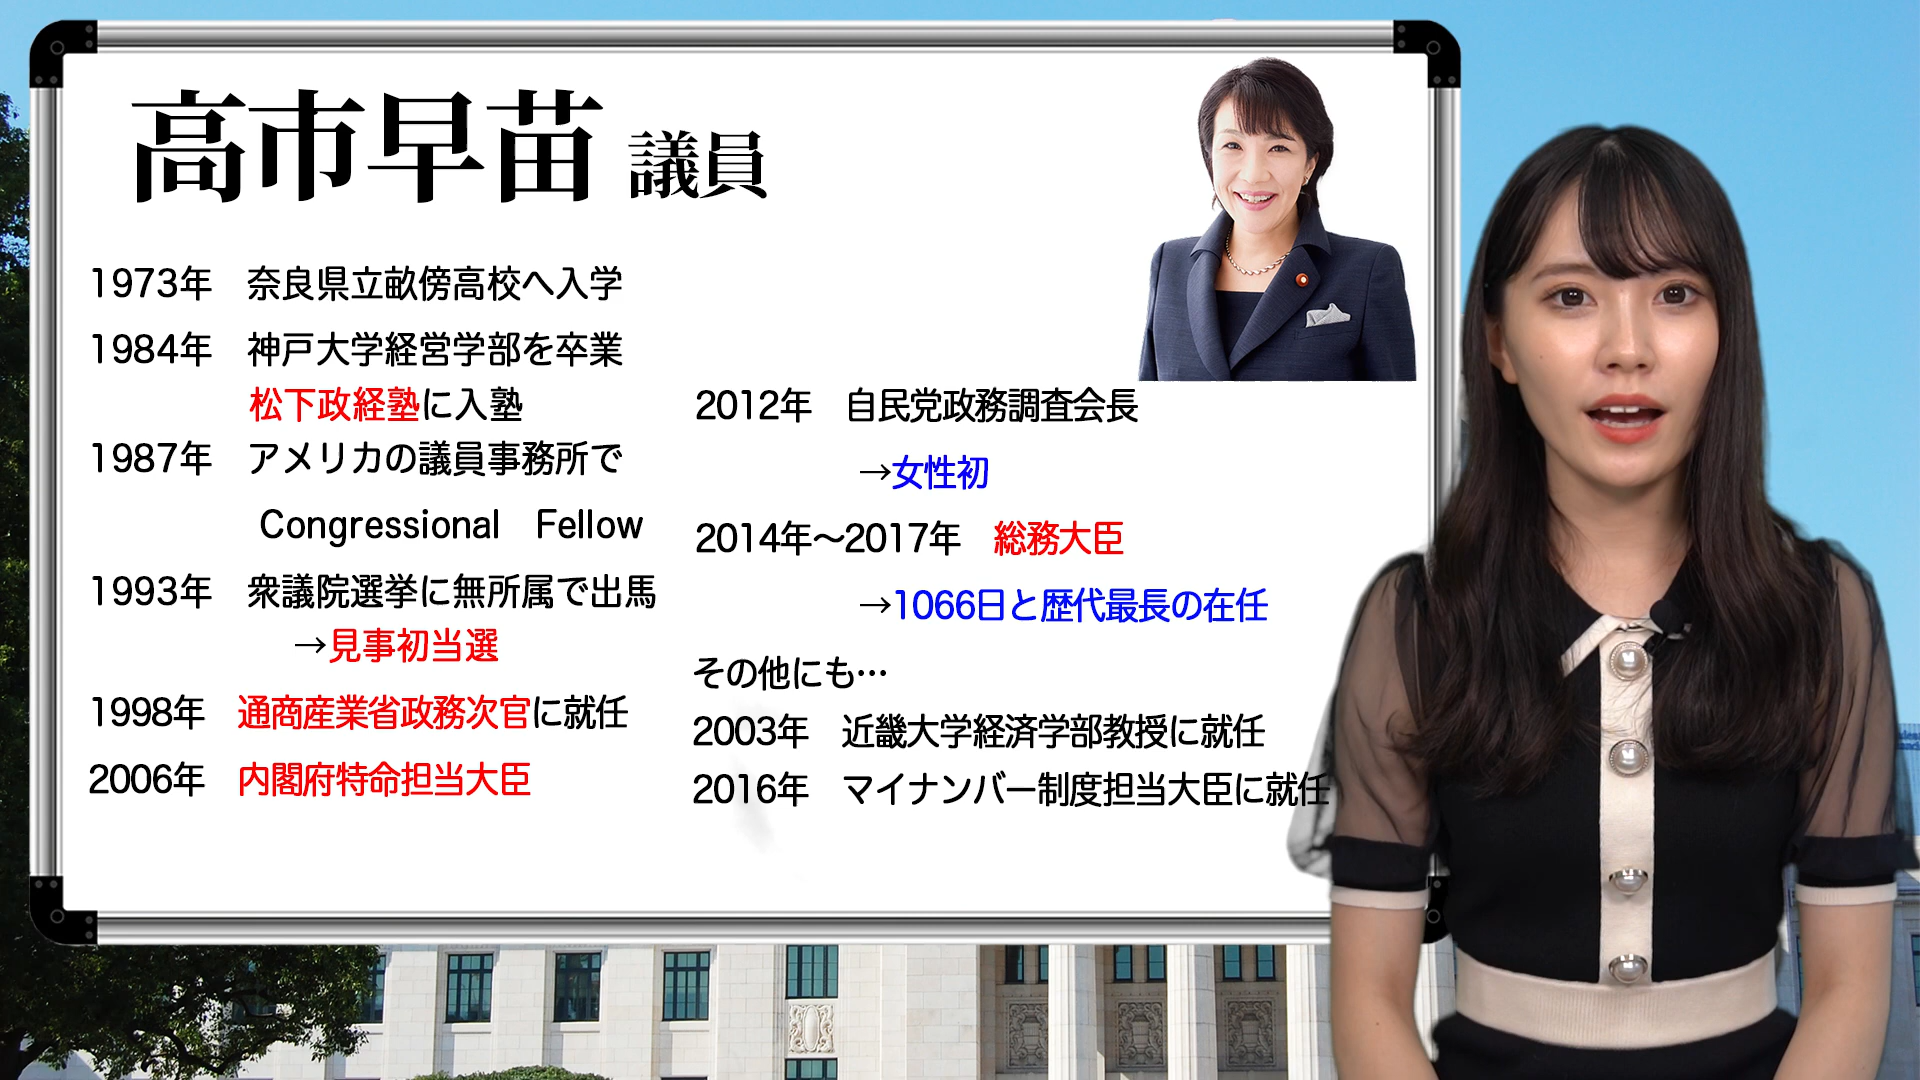 高市早苗 議員
1973年 奈良県立畝傍高校へ入学
1984年 神戸大学経営学部を卒業
松下政経塾に入塾
1987年 アメリカの議員事務所で
Congressional Fellow
1993年 衆議院選挙に無所属で出馬
→見事初当選
1998年 通商産業省政務次官に就任
2006年 内閣府特命担当大臣
2012年 自民党政務調査会長
→女性初
2014年～2017年 総務大臣
→1066日と歴代最長の在任
その他にも…
2003年 近畿大学経済学部教授に就任
2016年 マイナンバー制度担当大臣に就任